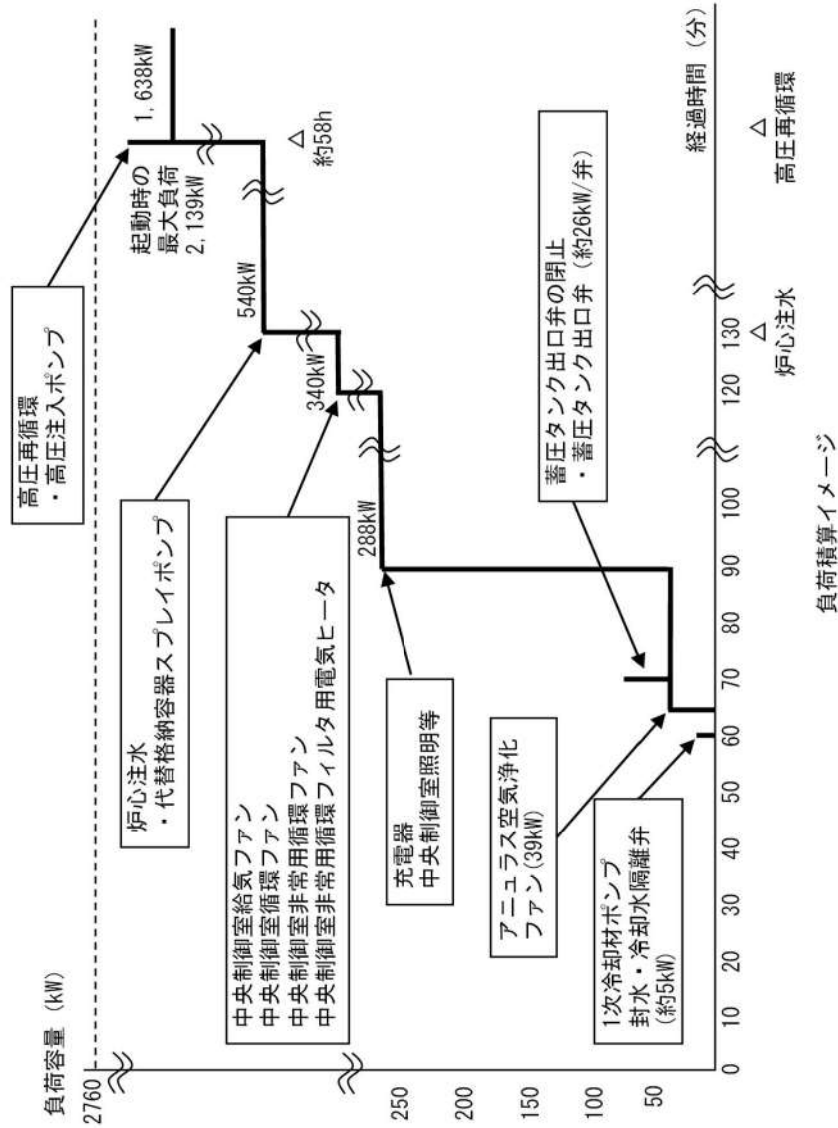 負荷容量 (kW)
2760
250
200
150
100
50
0
10
20
30
40
50
60
70
80
90
100
120
130
経過時間 (分)
高圧再循環
・高圧注入ポンプ
1,638kW
起動時の
最大負荷
2,139kW
△
約58h
炉心注水
・代替格納容器スプレイポンプ
540kW
中央制御室給気ファン
中央制御室循環ファン
中央制御室非常用循環ファン
中央制御室非常用循環フィルタ用電気ヒータ
340kW
充電器
中央制御室照明等
288kW
アニュラス空気浄化
ファン(39kW)
1次冷却材ポンプ
封水・冷却水隔離弁
(約5kW)
蓄圧タンク出口弁の閉止
・蓄圧タンク出口弁 (約26kW/弁)
△
炉心注水
△
高圧再循環
負荷積算イメージ